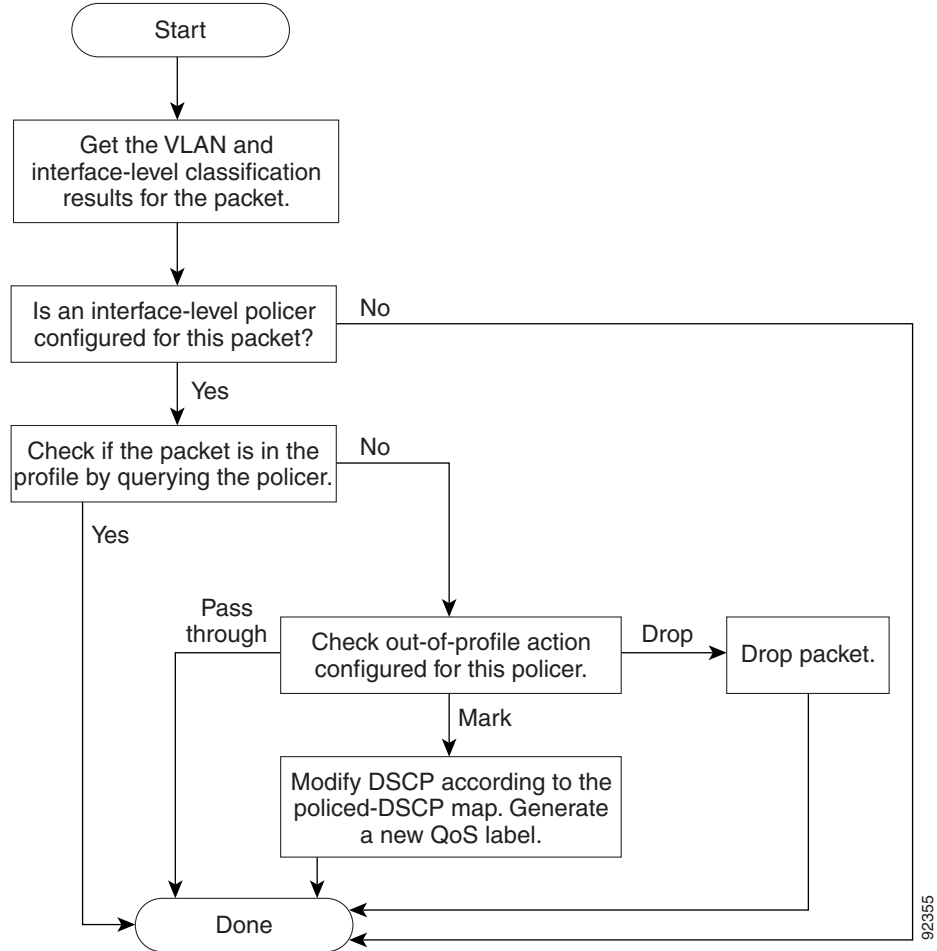 Start
Get the VLAN and
interface-level classification
results for the packet.
Is an interface-level policer
configured for this packet?
No
Yes
Check if the packet is in the
profile by querying the policer.
No
Yes
Pass
through
Check out-of-profile action
configured for this policer.
Drop
Drop packet.
Mark
Modify DSCP according to the
policed-DSCP map. Generate
a new QoS label.
Done
92355